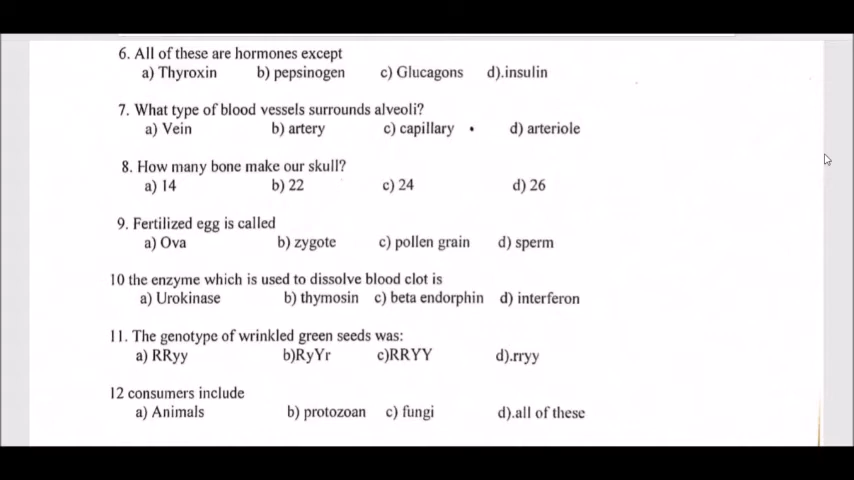 6. All of these are hormones except
a) Thyroxin b) pepsinogen c) Glucagons d).insulin
7. What type of blood vessels surrounds alveoli?
a) Vein b) artery c) capillary d) arteriole
8. How many bone make our skull?
a) 14 b) 22 c) 24 d) 26
9. Fertilized egg is called
a) Ova b) zygote c) pollen grain d) sperm
10 the enzyme which is used to dissolve blood clot is
a) Urokinase b) thymosin c) beta endorphin d) interferon
11. The genotype of wrinkled green seeds was:
a) RRyy b)RyYr c)RRYY d).rryy
12 consumers include
a) Animals b) protozoan c) fungi d).all of these